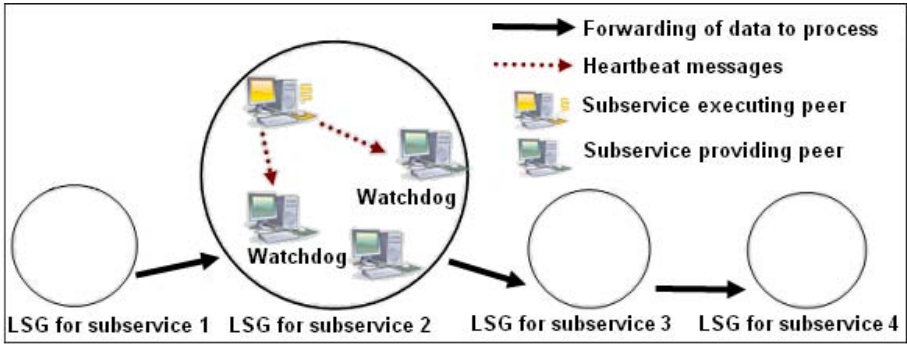 Forwarding of data to process
Heartbeat messages
Subservice executing peer
Subservice providing peer
Watchdog
Watchdog
LSG for subservice 1
LSG for subservice 2
LSG for subservice 3
LSG for subservice 4